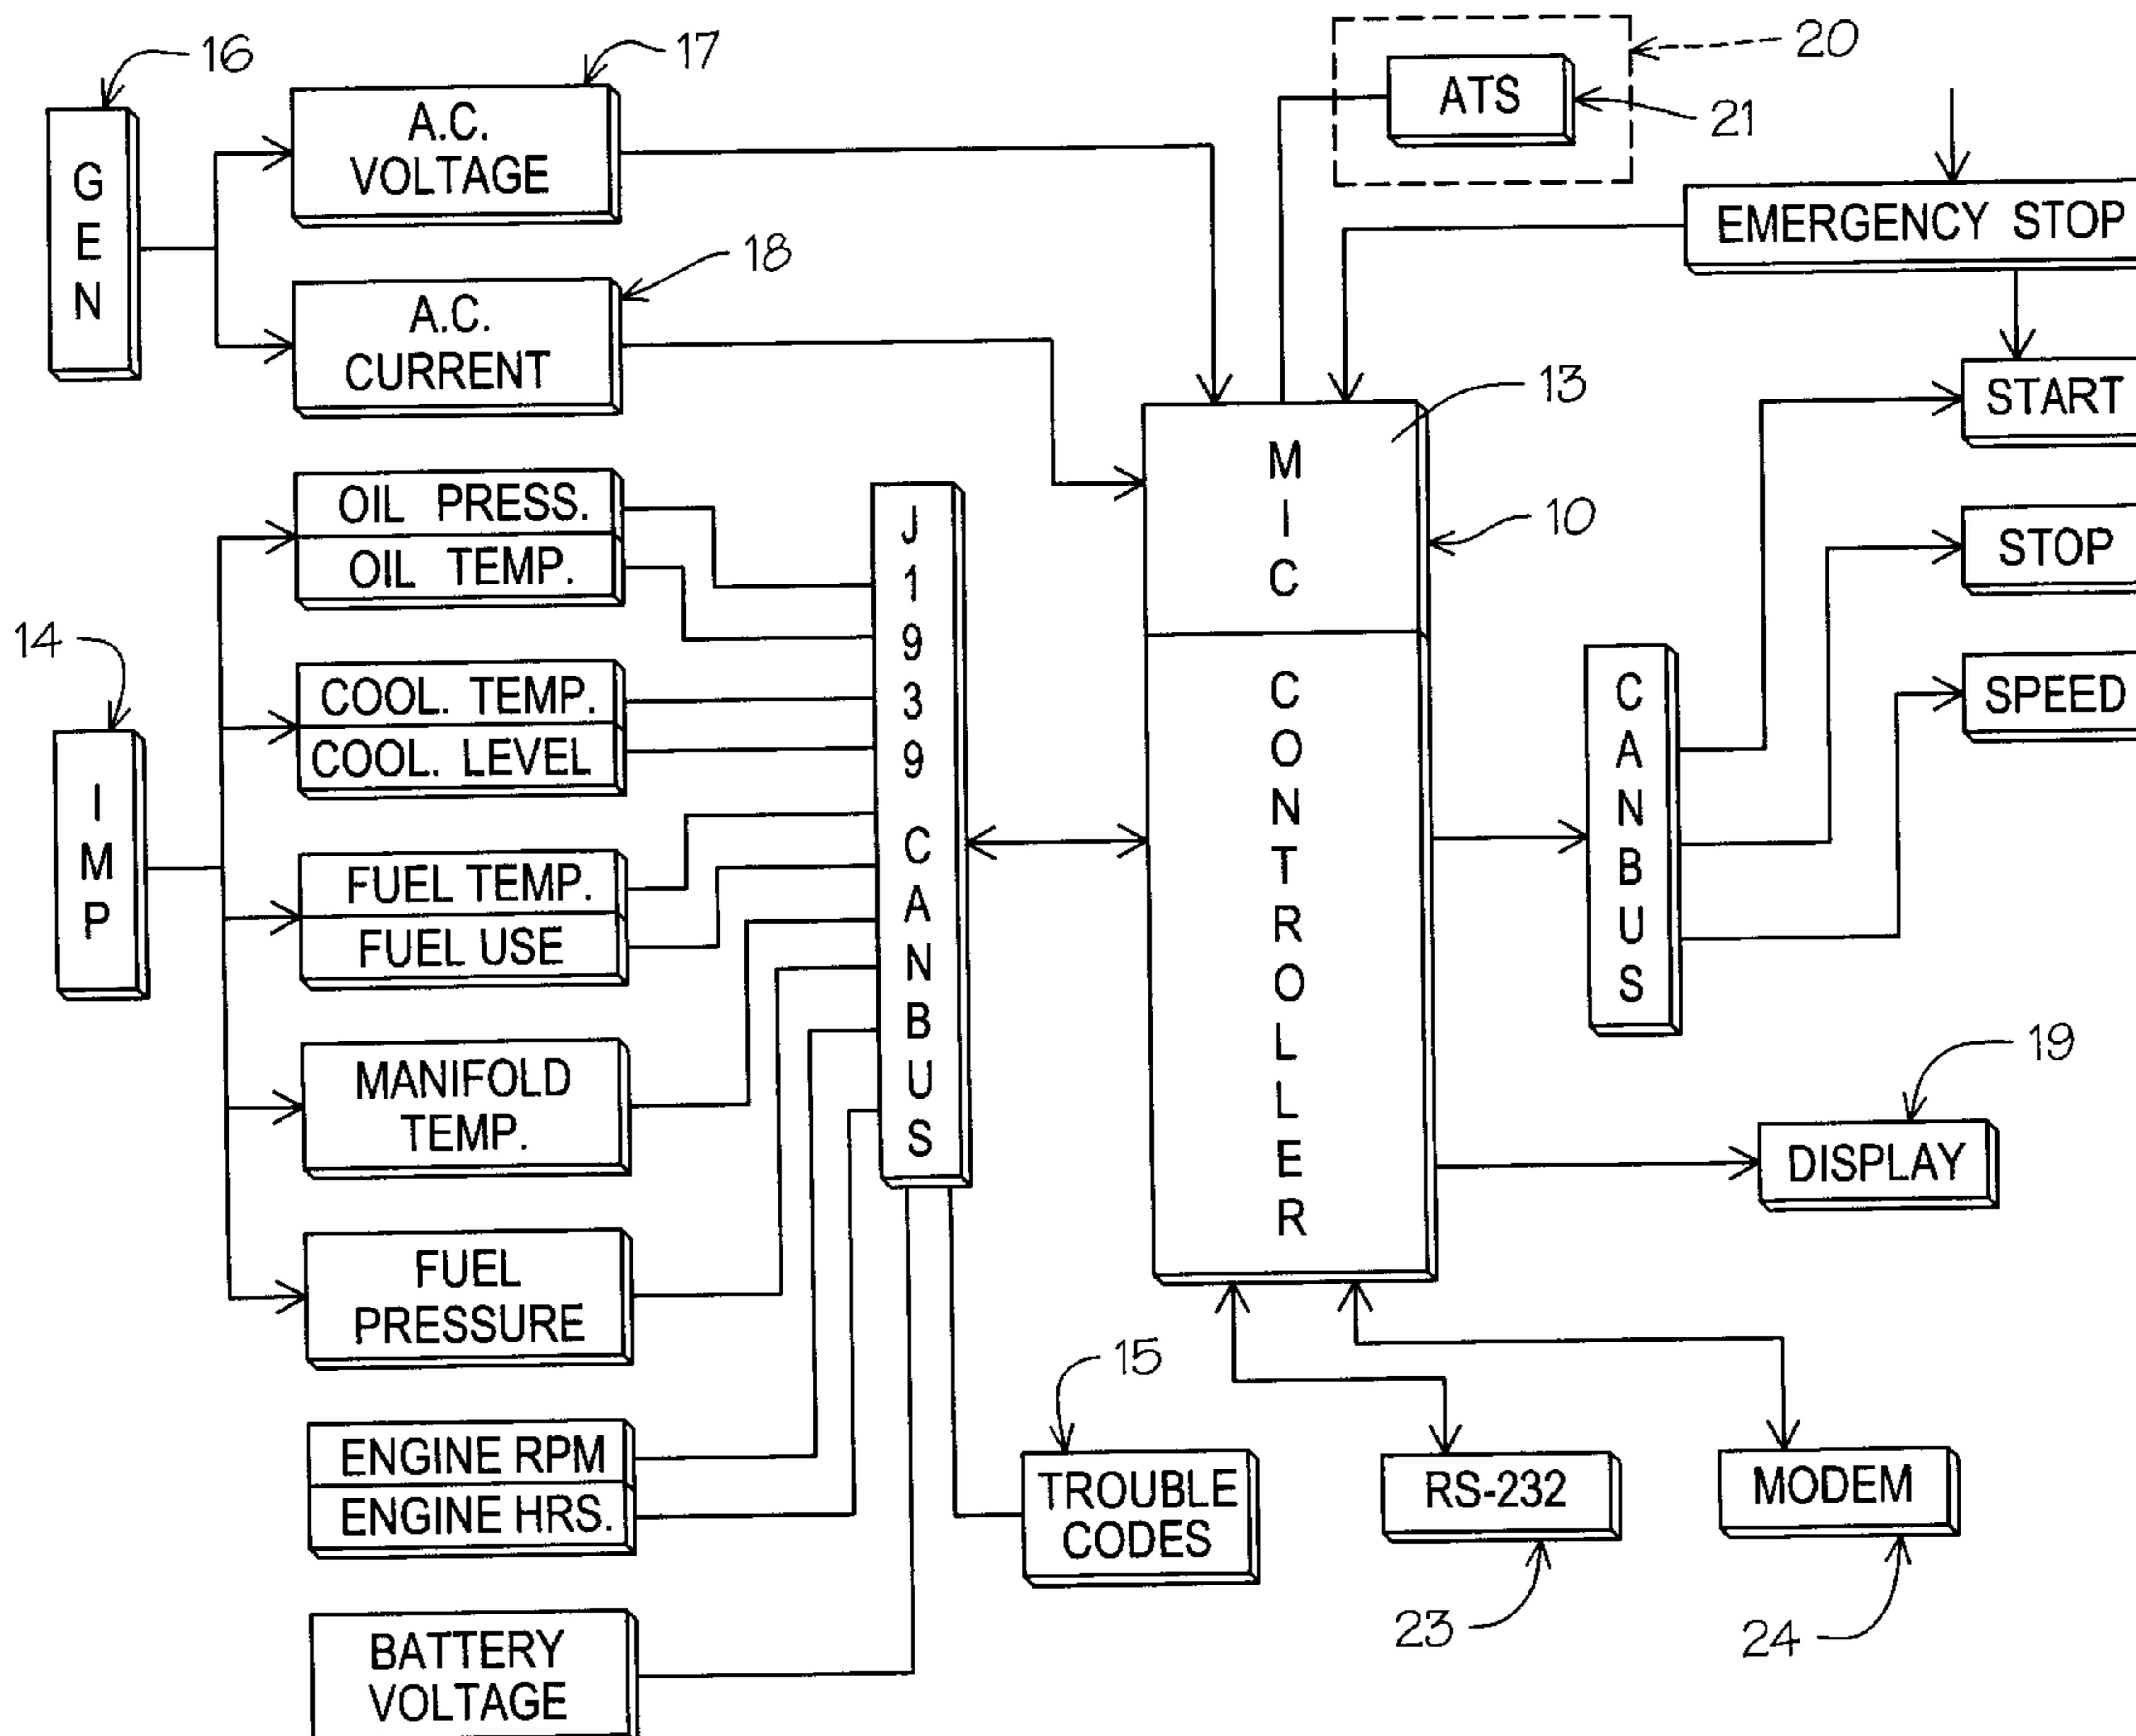 16
17
20
ATS
21
GEN
A.C.
VOLTAGE
18
A.C.
CURRENT
EMERGENCY STOP
START
STOP
SPEED
13
10
MIC
CONTROLLER
OIL PRESS.
OIL TEMP.
14
IMP
COOL. TEMP.
COOL. LEVEL
FUEL TEMP.
FUEL USE
MANIFOLD
TEMP.
FUEL
PRESSURE
ENGINE RPM
ENGINE HRS.
BATTERY
VOLTAGE
J1939 CANBUS
CANBUS
19
DISPLAY
15
TROUBLE
CODES
RS-232
23
MODEM
24